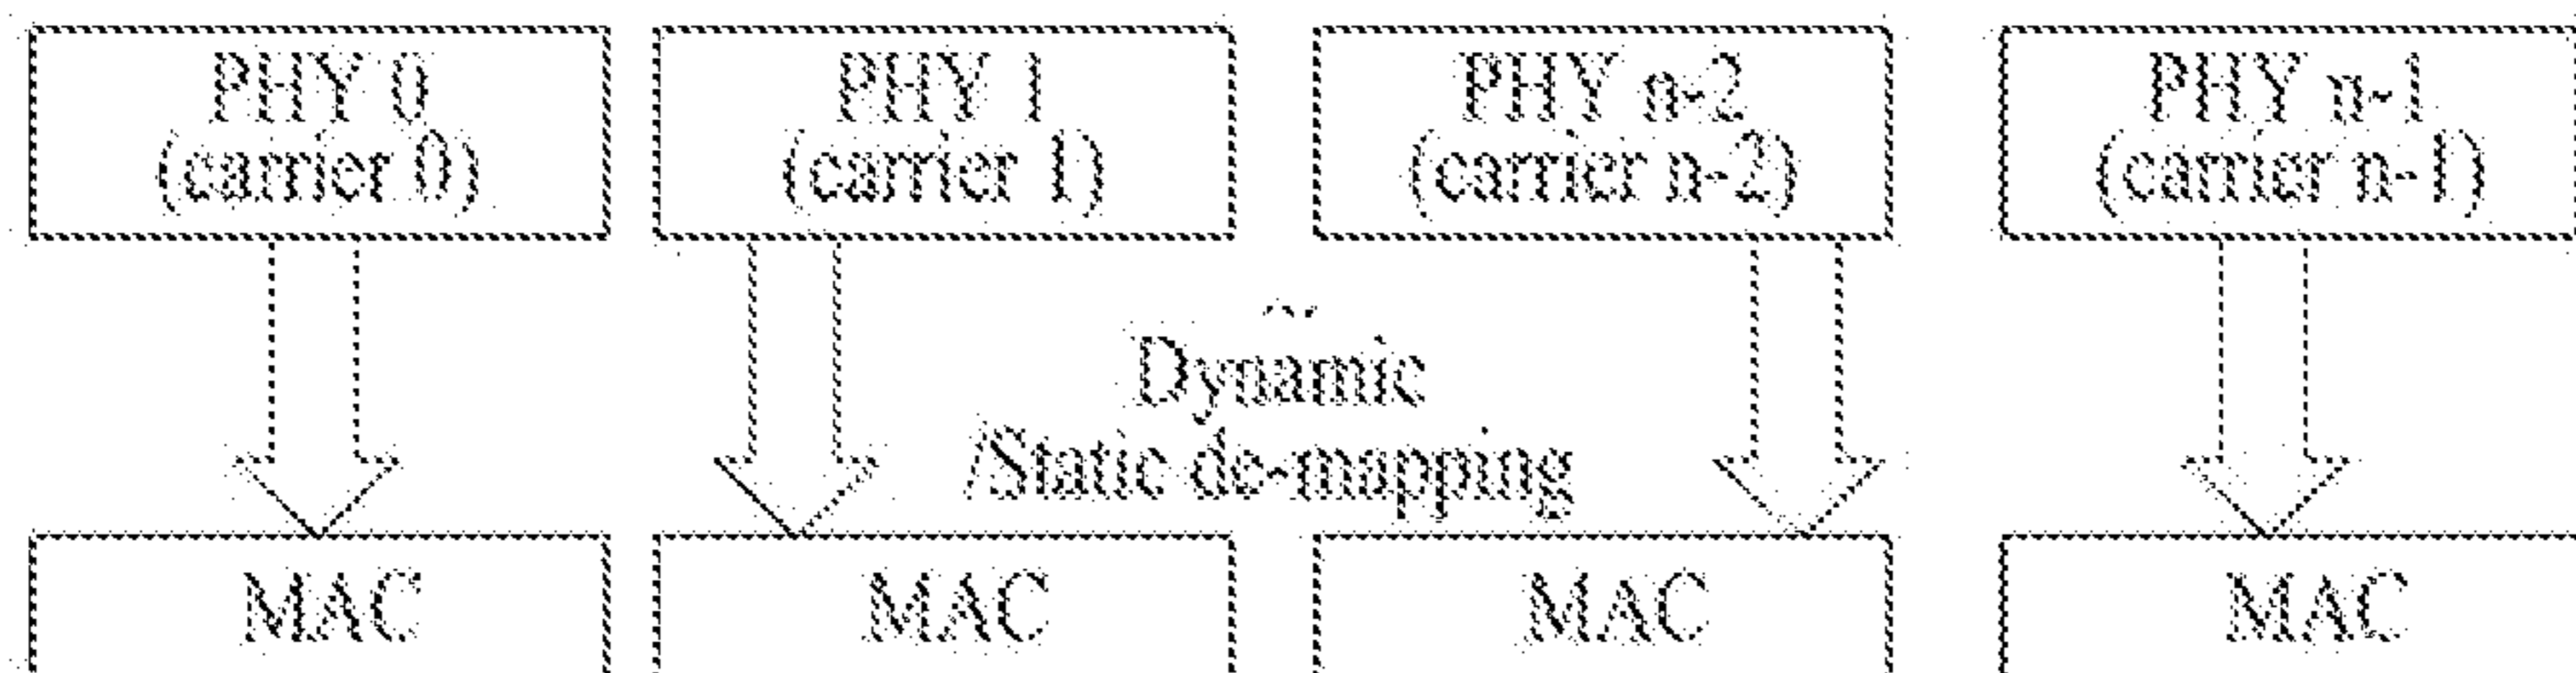 PHY 0
(carrier 0)
PHY 1
(carrier 1)
PHY n-2
(carrier n-2)
PHY n-1
(carrier n-1)
~
Dynamic
/Static de-mapping
MAC
MAC
MAC
MAC